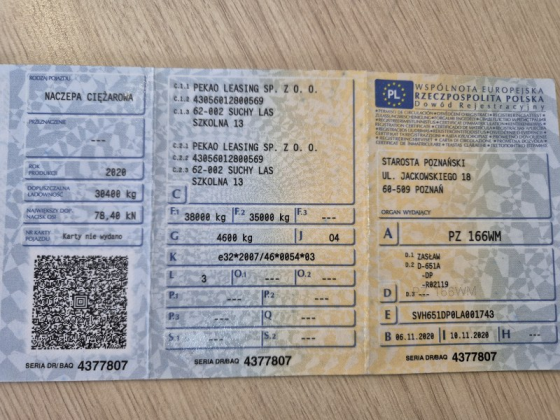 RODZAJ POJAZDU
NACZEPA CIĘŻAROWA
PRZEZNACZENIE
---
ROK PRODUKCJI
2020
DOPUSZCZALNA ŁADOWNOŚĆ
30400 kg
NAJWIĘKSZY DOP. NACISK OSI
78,40 kN
NR KARTY POJAZDU
Karty nie wydano
SERIA DR/BAQ 4377807
C.1.1 PEKAO LEASING SP. Z O. O.
C.1.2 43056012800569
C.1.3 62-002 SUCHY LAS
SZKOLNA 13
C.2.1 PEKAO LEASING SP. Z O. O.
C.2.2 43056012800569
C.2.3 62-002 SUCHY LAS
SZKOLNA 13
C
F.1 38000 kg F.2 35000 kg F.3 ---
G 4600 kg J 04
K e32*2007/46*0054*03
L 3 O.1 --- O.2 ---
P.1 --- P.2 ---
P.3 --- Q ---
S.1 --- S.2 ---
SERIA DR/BAQ 4377807
PL
WSPÓLNOTA EUROPEJSKA
RZECZPOSPOLITA POLSKA
Dowód Rejestracyjny
STAROSTA POZNAŃSKI
UL. JACKOWSKIEGO 18
60-509 POZNAŃ
ORGAN WYDAJĄCY
A PZ 166WM
D.1 ZASŁAW
D.2 D-651A
-DP
-R02119
D.3 ---
D
E SVH651DP0LA001743
B 06.11.2020 I 10.11.2020 H ---
SERIA DR/BAQ 4377807